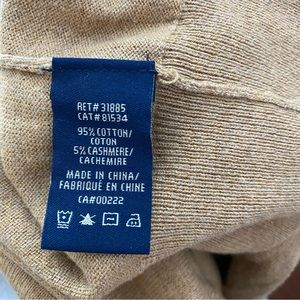 RET#31885
CAT#81534
95% COTTON/
COTON
5% CASHMERE/
CACHEMIRE
MADE IN CHINA/
FABRIQUÉ EN CHINE
CA#00222